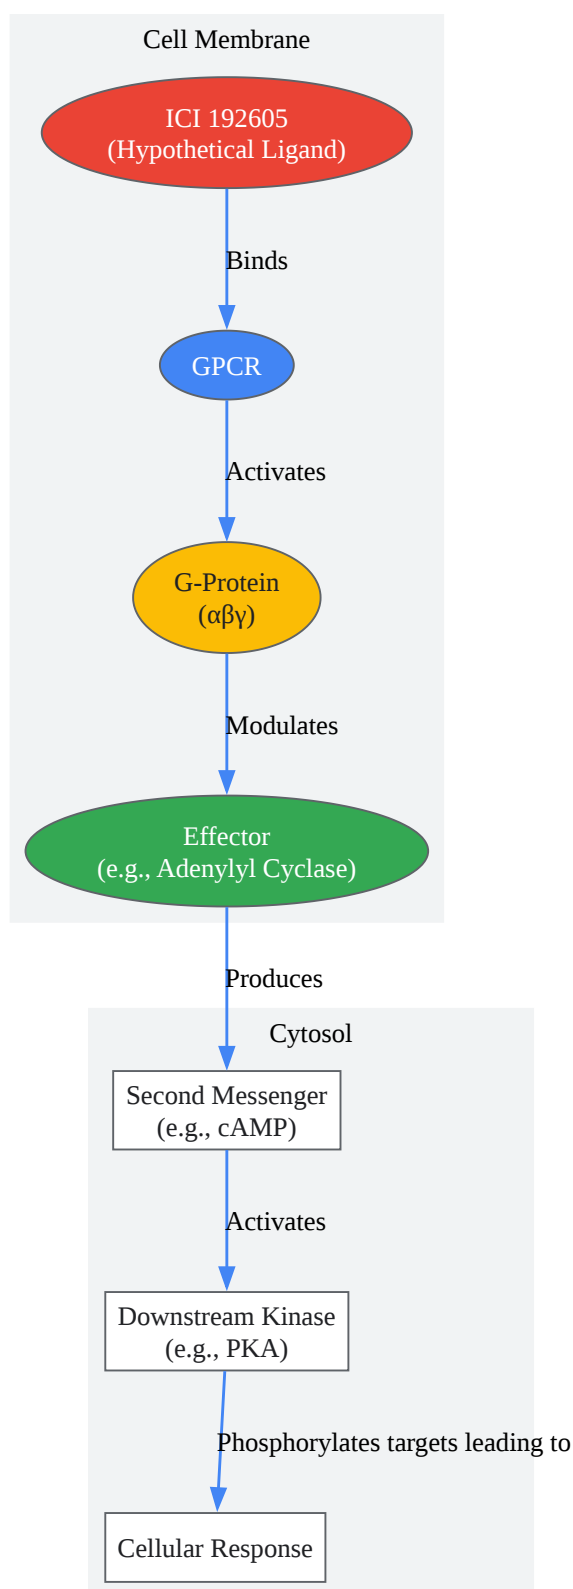 Cell Membrane
ICI 192605
(Hypothetical Ligand)
Binds
GPCR
Activates
G-Protein
(αβγ)
Modulates
Effector
(e.g., Adenylyl Cyclase)
Produces
Cytosol
Second Messenger
(e.g., cAMP)
Activates
Downstream Kinase
(e.g., PKA)
Phosphorylates targets leading to
Cellular Response